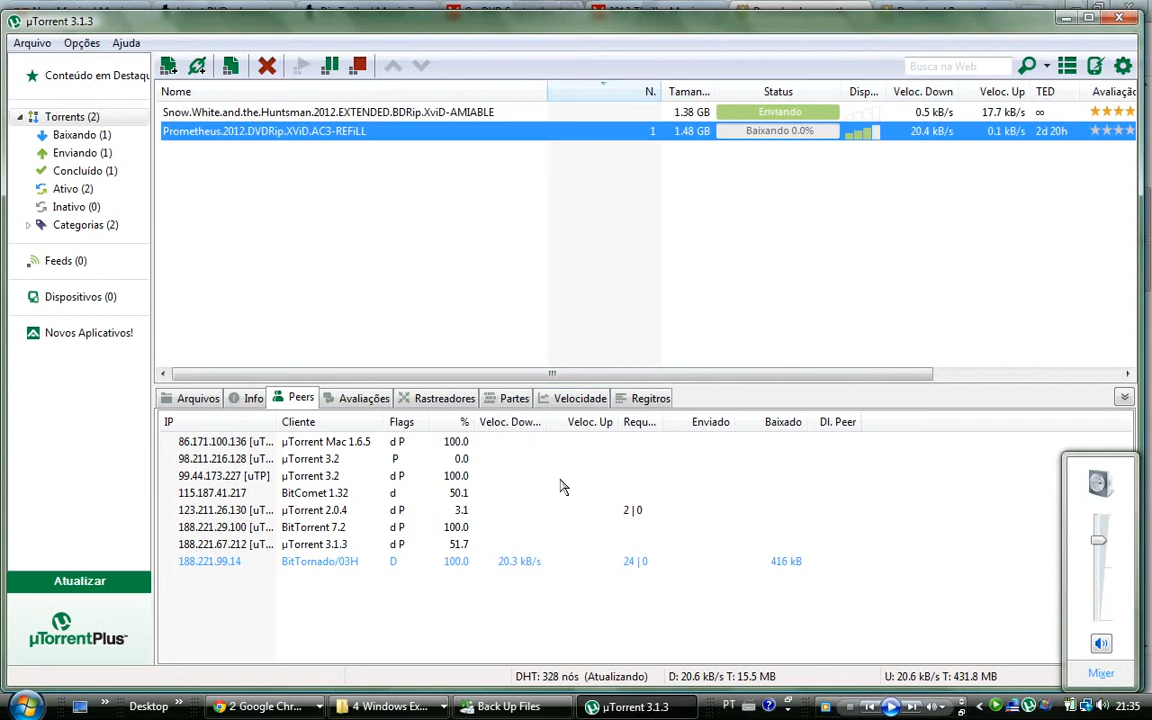 µTorrent 3.1.3
Arquivo Opções Ajuda
Conteúdo em Destaqu
Busca na Web
Torrents (2)
Baixando (1)
Enviando (1)
Concluído (1)
Ativo (2)
Inativo (0)
Categorias (2)
Feeds (0)
Dispositivos (0)
Novos Aplicativos!
Atualizar
µTorrentPlus
Nome N. Taman... Status Disp... Veloc. Down Veloc. Up TED Avaliação
Snow.White.and.the.Huntsman.2012.EXTENDED.BDRip.XviD-AMIABLE 1.38 GB Enviando 0.5 kB/s 17.7 kB/s ∞
Prometheus.2012.DVDRip.XViD.AC3-REFiLL 1 1.48 GB Baixando 0.0% 20.4 kB/s 0.1 kB/s 2d 20h
Arquivos Info Peers Avaliações Rastreadores Partes Velocidade Regitros
IP Cliente Flags % Veloc. Dow... Veloc. Up Requ... Enviado Baixado Dl. Peer
86.171.100.136 [uT... µTorrent Mac 1.6.5 d P 100.0
98.211.216.128 [uT... µTorrent 3.2 P 0.0
99.44.173.227 [uTP] µTorrent 3.2 d P 100.0
115.187.41.217 BitComet 1.32 d 50.1
123.211.26.130 [uT... µTorrent 2.0.4 d P 3.1 2 | 0
188.221.29.100 [uT... BitTorrent 7.2 d P 100.0
188.221.67.212 [uT... µTorrent 3.1.3 d P 51.7
188.221.99.14 BitTornado/03H D 100.0 20.3 kB/s 24 | 0 416 kB
Mixer
DHT: 328 nós (Atualizando) D: 20.6 kB/s T: 15.5 MB U: 20.6 kB/s T: 431.8 MB
Desktop 2 Google Chr... 4 Windows Ex... Back Up Files µTorrent 3.1.3 PT 21:35